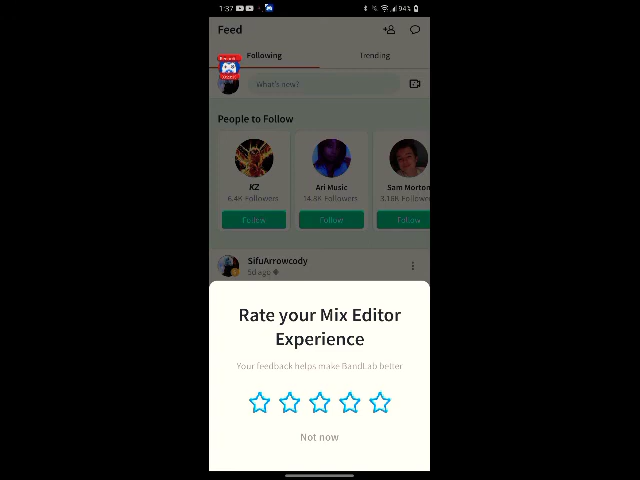 1:37
94%
Feed
Following
Trending
What's new?
People to Follow
KZ
Ari Music
Sam Morton
6.4K Followers
14.8K Followers
3.18K Followers
Follow
Follow
Follow
SifuArrowcody
5d ago
Rate your Mix Editor
Experience
Your feedback helps make BandLab better
Not now